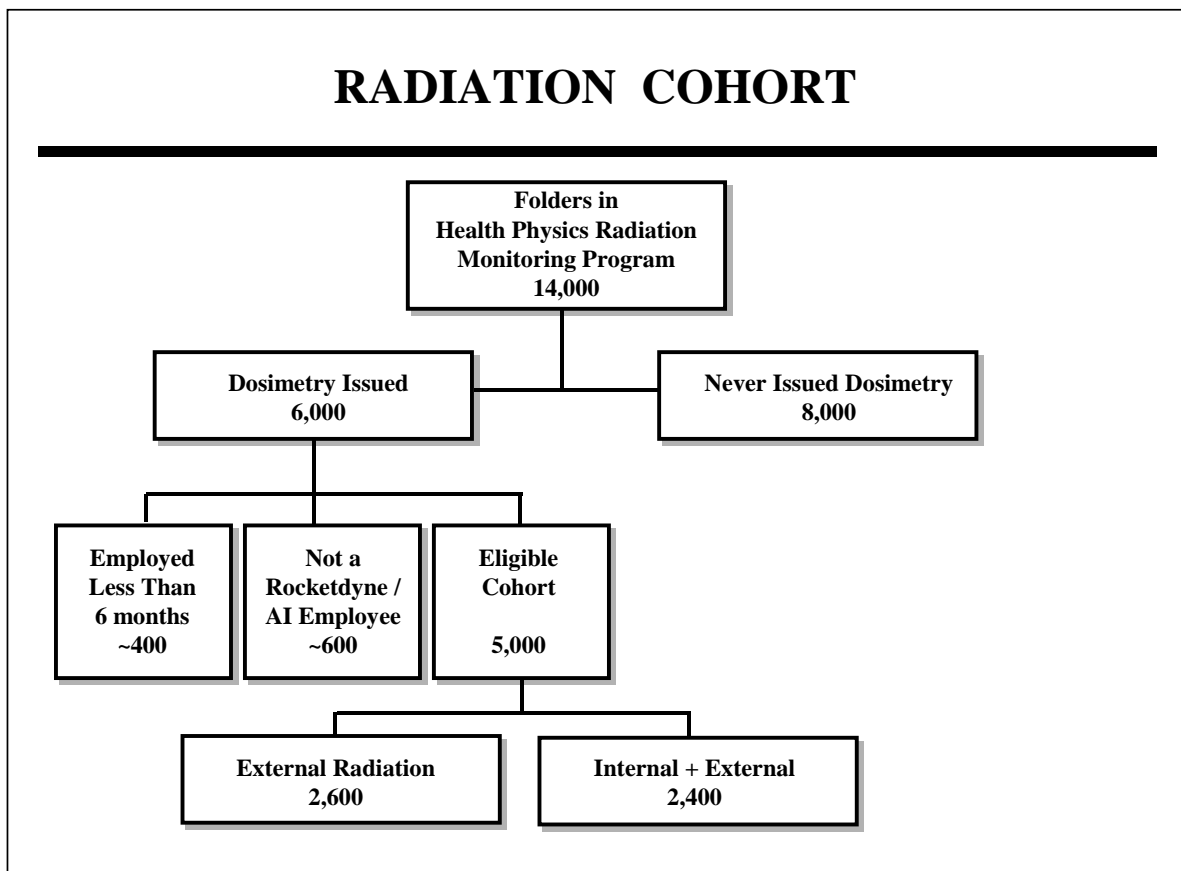 RADIATION COHORT
Folders in
Health Physics Radiation
Monitoring Program
14,000
Dosimetry Issued
6,000
Never Issued Dosimetry
8,000
Employed
Less Than
6 months
~400
Not a
Rocketdyne /
AI Employee
~600
Eligible
Cohort
5,000
External Radiation
2,600
Internal + External
2,400